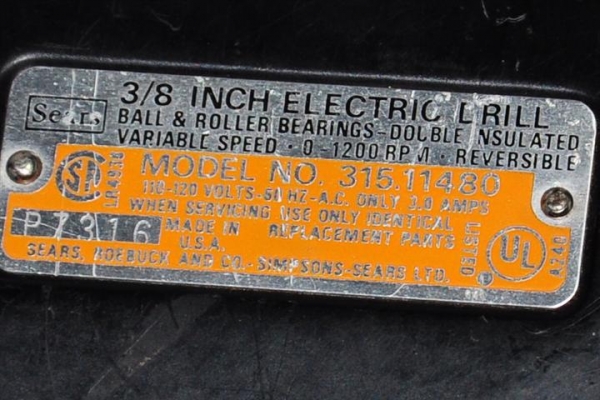 Sears
3/8 INCH ELECTRIC DRILL
BALL & ROLLER BEARINGS-DOUBLE INSULATED
VARIABLE SPEED · 0-1200 RPM · REVERSIBLE
MODEL NO. 315.11480
110-120 VOLTS- HZ-A.C. ONLY 3.0 AMPS
WHEN SERVICING USE ONLY IDENTICAL
REPLACEMENT PARTS
P7316
MADE IN
U.S.A.
SEARS, ROEBUCK AND CO.-SIMPSONS-SEARS LTD.
LISTED
UL